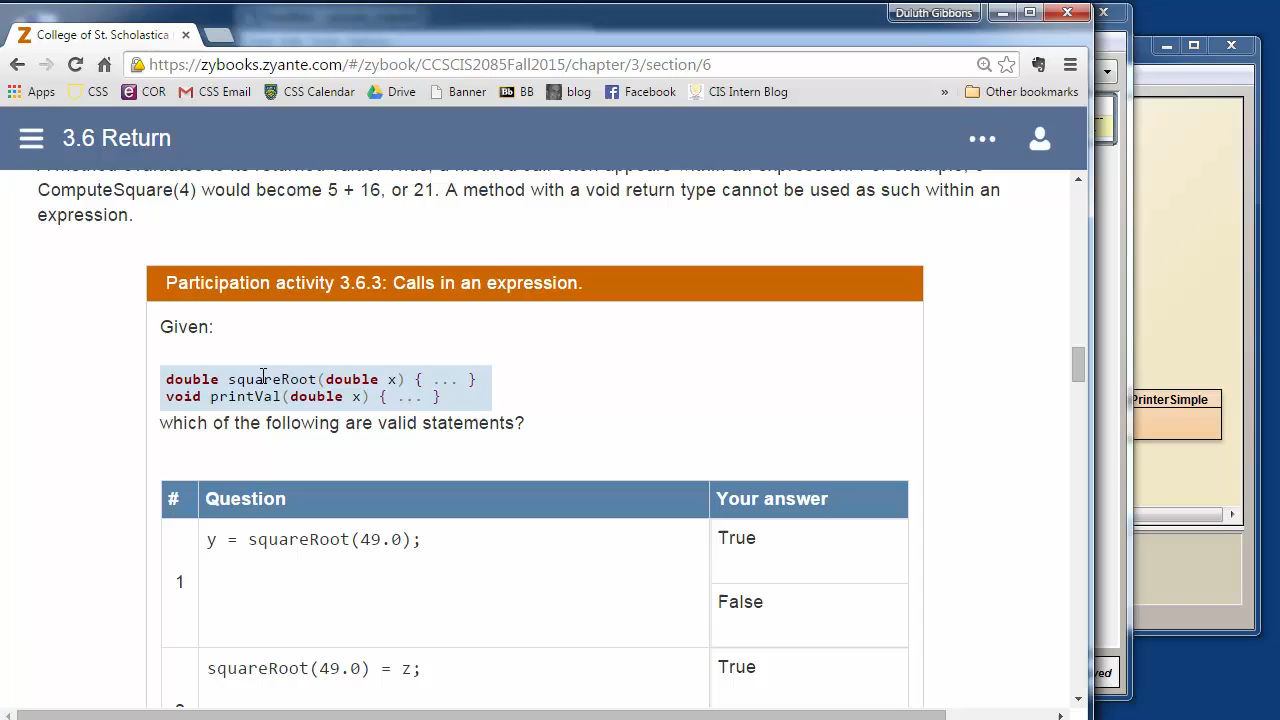 Duluth Gibbons
College of St. Scholastica
https://zybooks.zyante.com/#/zybook/CCSCIS2085Fall2015/chapter/3/section/6
Apps CSS COR CSS Email CSS Calendar Drive Banner BB BB blog Facebook CIS Intern Blog » Other bookmarks
3.6 Return
ComputeSquare(4) would become 5 + 16, or 21. A method with a void return type cannot be used as such within an
expression.
Participation activity 3.6.3: Calls in an expression.
Given:
double squareRoot(double x) { ... }
void printVal(double x) { ... }
PrinterSimple
which of the following are valid statements?
# Question Your answer
y = squareRoot(49.0); True
1
False
squareRoot(49.0) = z; True